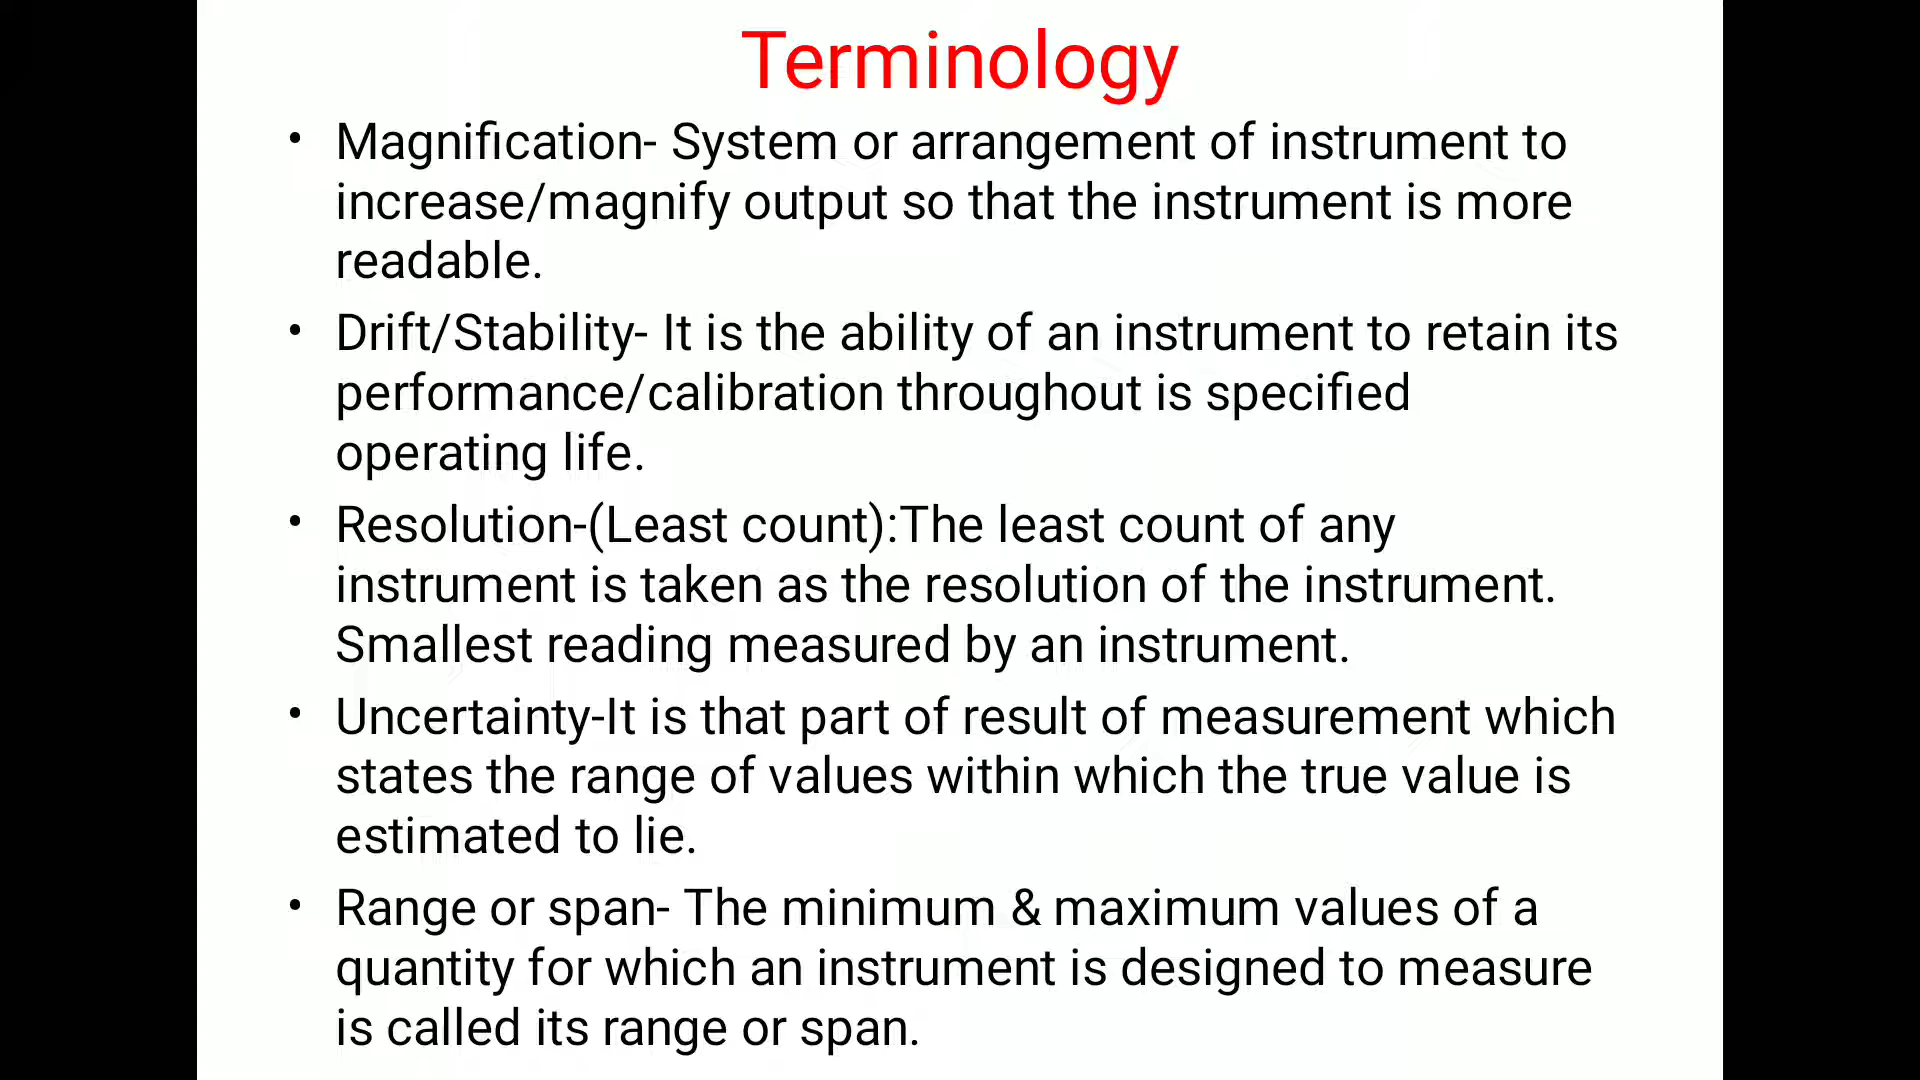 Terminology
• Magnification- System or arrangement of instrument to
increase/magnify output so that the instrument is more
readable.
• Drift/Stability- It is the ability of an instrument to retain its
performance/calibration throughout is specified
operating life.
• Resolution-(Least count):The least count of any
instrument is taken as the resolution of the instrument.
Smallest reading measured by an instrument.
• Uncertainty-It is that part of result of measurement which
states the range of values within which the true value is
estimated to lie.
• Range or span- The minimum & maximum values of a
quantity for which an instrument is designed to measure
is called its range or span.